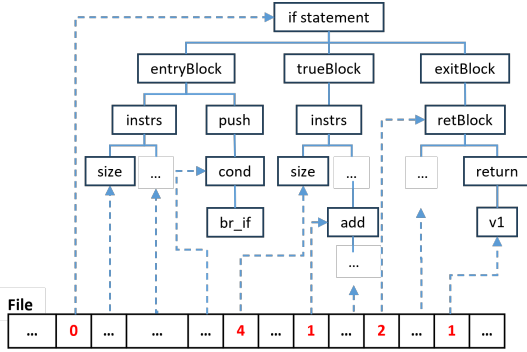 if statement
entryBlock trueBlock exitBlock
instrs push instrs retBlock
size ... cond size ... ... return
br_if add v1
...
File
... 0 ... ... ... 4 ... 1 ... 2 ... 1 ...